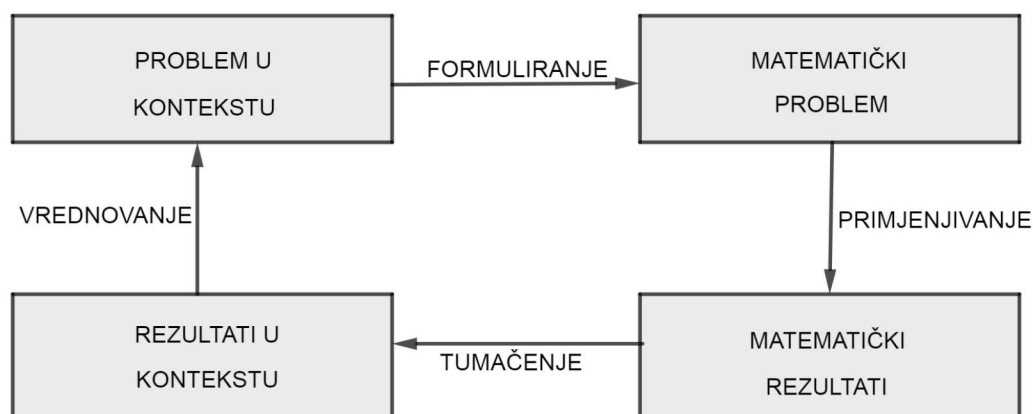 PROBLEM U
KONTEKSTU
FORMULIRANJE
MATEMATIČKI
PROBLEM
VREDNOVANJE
PRIMJENJIVANJE
REZULTATI U
KONTEKSTU
TUMAČENJE
MATEMATIČKI
REZULTATI